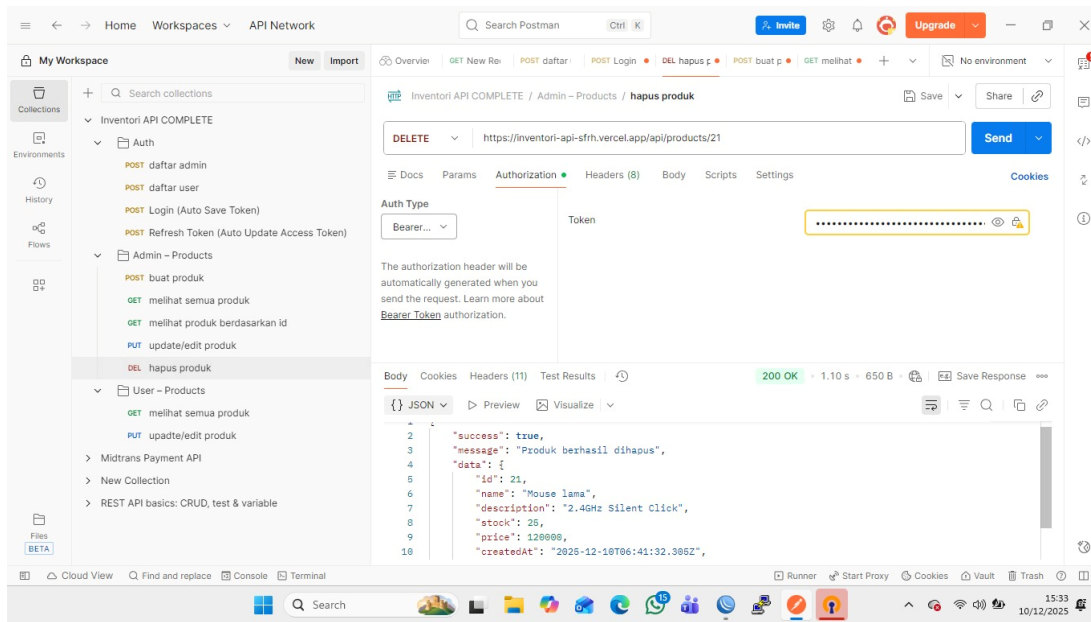 Home Workspaces API Network
Search Postman Ctrl K
Invite
Upgrade
My Workspace New Import
Overvie
GET New Re
POST daftar
POST Login
DEL hapus p
POST buat p
GET melihat
No environment
Collections
Environments
History
Flows
Files
BETA
Search collections
Inventori API COMPLETE
Auth
POST daftar admin
POST daftar user
POST Login (Auto Save Token)
POST Refresh Token (Auto Update Access Token)
Admin – Products
POST buat produk
GET melihat semua produk
GET melihat produk berdasarkan id
PUT update/edit produk
DEL hapus produk
User – Products
GET melihat semua produk
PUT upadte/edit produk
Midtrans Payment API
New Collection
REST API basics: CRUD, test & variable
HTTP Inventori API COMPLETE / Admin – Products / hapus produk
Save Share
DELETE https://inventori-api-sfrh.vercel.app/api/products/21 Send
Docs Params Authorization Headers (8) Body Scripts Settings Cookies
Auth Type
Bearer...
The authorization header will be
automatically generated when you
send the request. Learn more about
Bearer Token authorization.
Token
Body Cookies Headers (11) Test Results
200 OK 1.10 s 650 B e.g. Save Response
{} JSON Preview Visualize
1 {
2 "success": true,
3 "message": "Produk berhasil dihapus",
4 "data": {
5 "id": 21,
6 "name": "Mouse lama",
7 "description": "2.4GHz Silent Click",
8 "stock": 25,
9 "price": 120000,
10 "createdAt": "2025-12-10T06:41:32.305Z",
Cloud View Find and replace Console Terminal
Runner Start Proxy Cookies Vault Trash
Search
15
15:33
10/12/2025